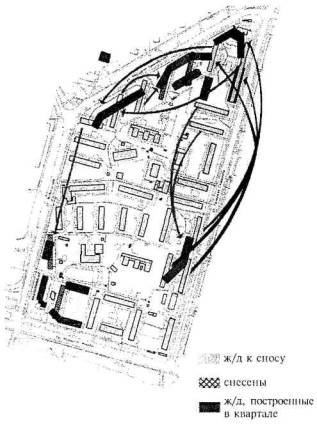 ж/д к сносу
снесены
ж/д, построенные
в квартале